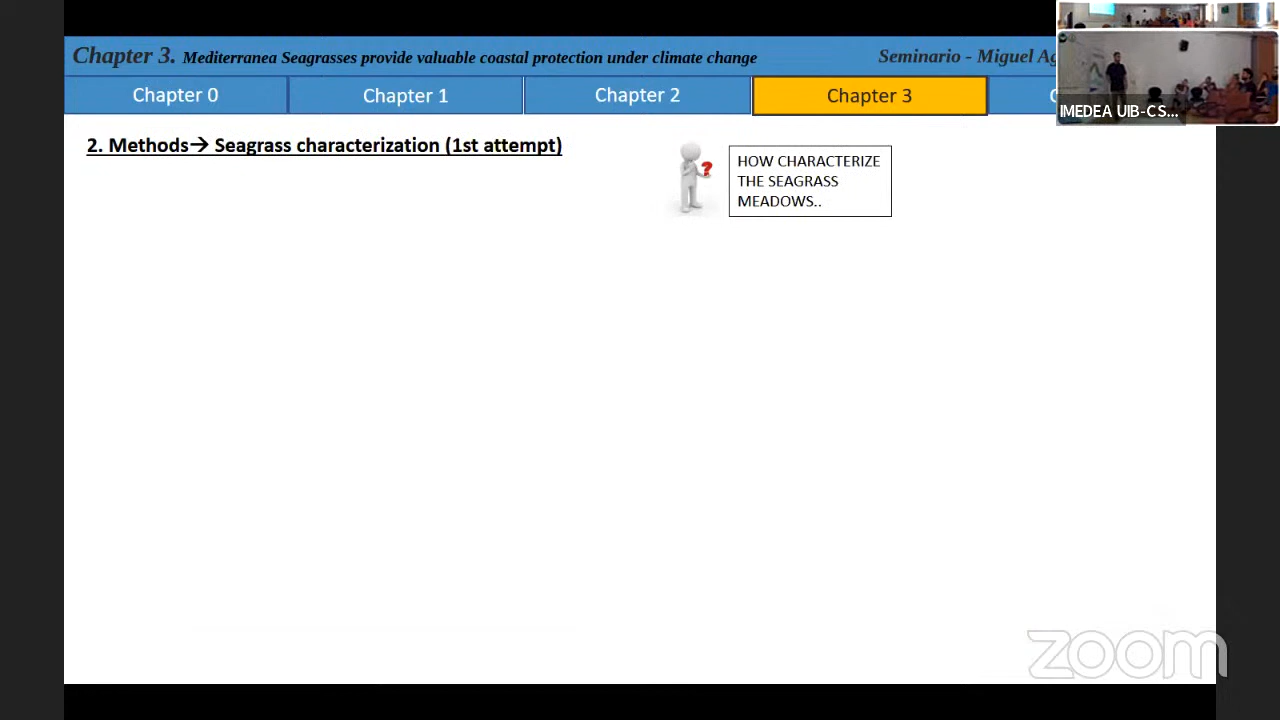 Chapter 3. Mediterranea Seagrasses provide valuable coastal protection under climate change
Seminario - Miguel
Chapter 0
Chapter 1
Chapter 2
Chapter 3
IMEDEA UIB-CS...
2. Methods→ Seagrass characterization (1st attempt)
?
HOW CHARACTERIZE
THE SEAGRASS
MEADOWS..
zoom